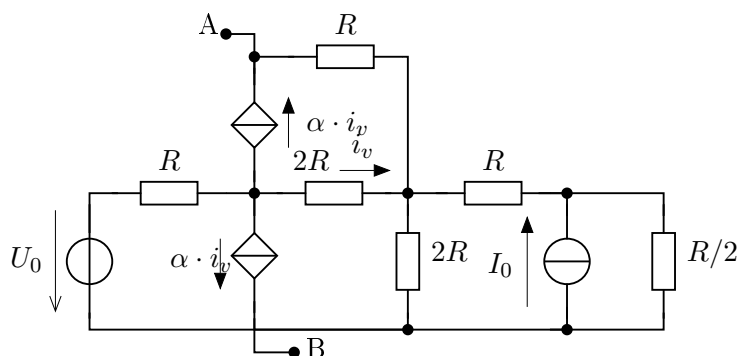 A
R
α · i_v
i_v
R
2R
R
U_0
α · i_v
2R
I_0
R/2
B